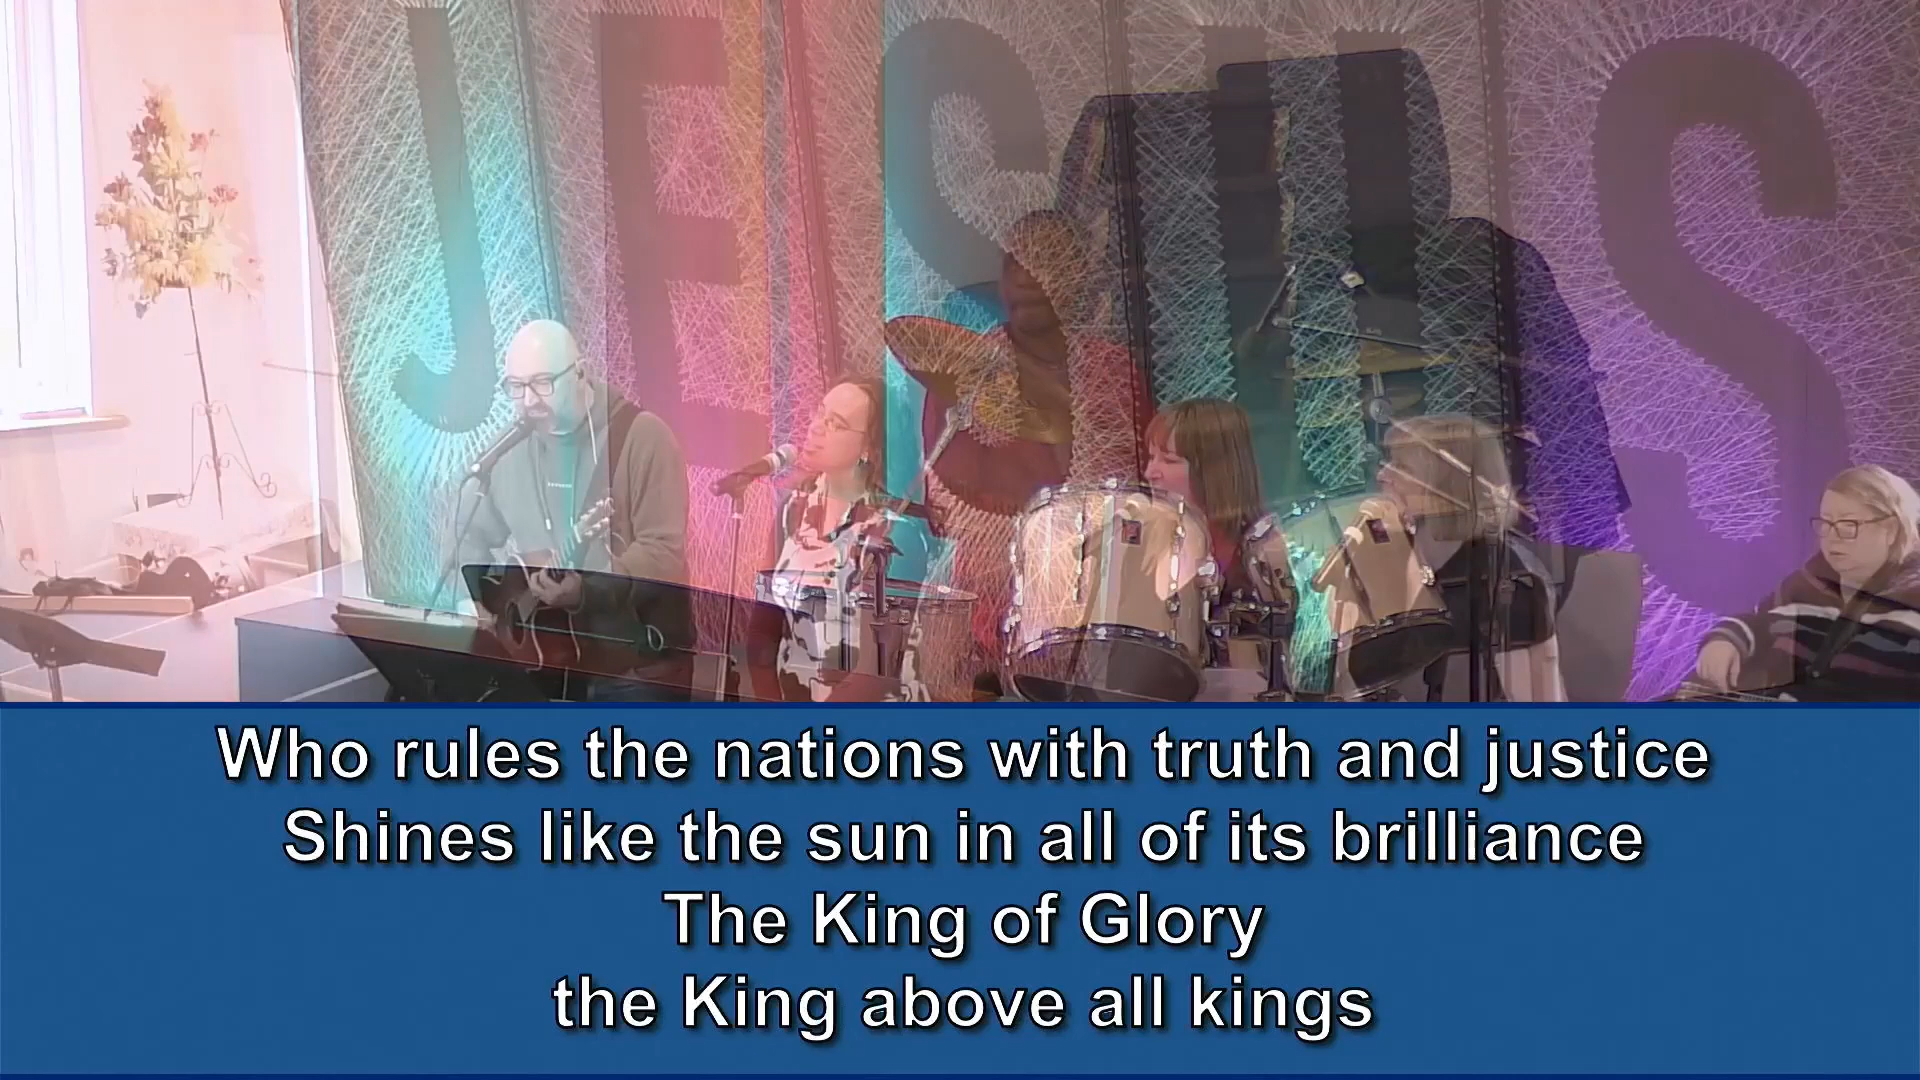 JESUS
Who rules the nations with truth and justice
Shines like the sun in all of its brilliance
The King of Glory
the King above all kings